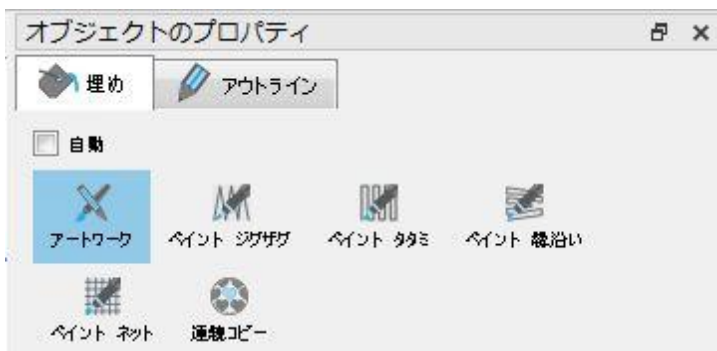 オブジェクトのプロパティ
埋め アウトライン
自動
アートワーク ペイント ジグザグ ペイント タタミ ペイント 縁沿い
ペイント ネット 連続コピー